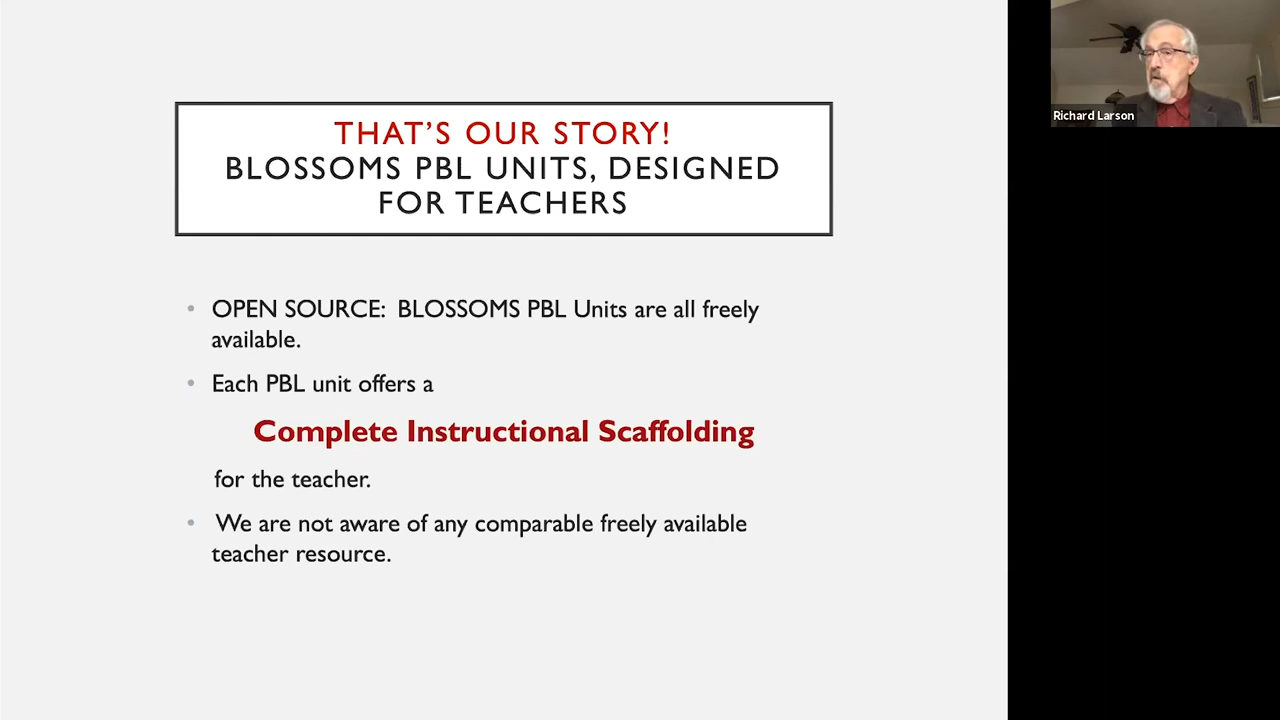 THAT'S OUR STORY!
BLOSSOMS PBL UNITS, DESIGNED
FOR TEACHERS
• OPEN SOURCE:  BLOSSOMS PBL Units are all freely
available.
• Each PBL unit offers a
Complete Instructional Scaffolding
for the teacher.
• We are not aware of any comparable freely available
teacher resource.
Richard Larson